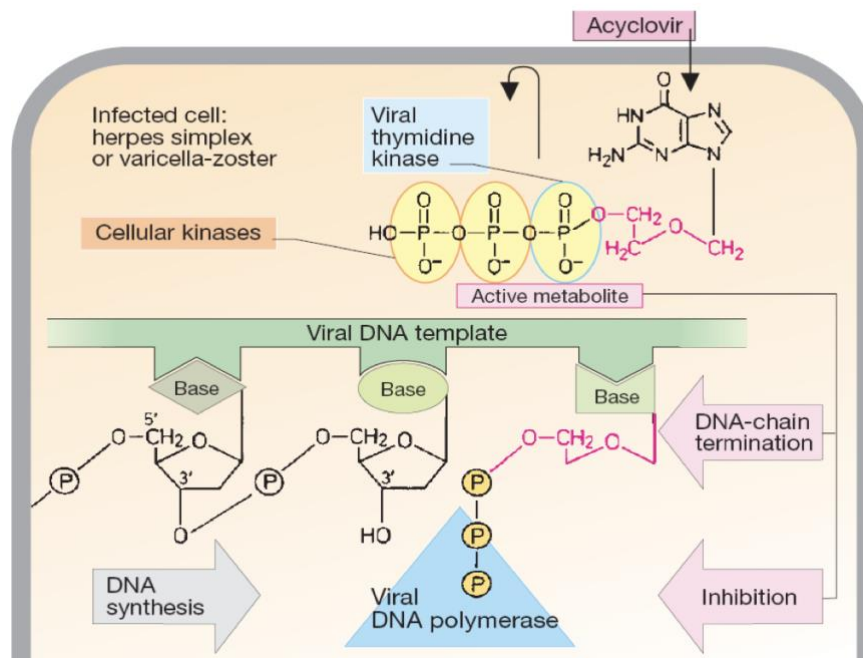 Acyclovir
Infected cell:
herpes simplex
or varicella-zoster
Viral
thymidine
kinase
O
HN
N
H₂N
N
N
Cellular kinases
O
O
O
HO
P
O
P
O
P
O
CH₂
O
O⁻
O⁻
O⁻
H₂C
CH₂
Active metabolite
Viral DNA template
Base
Base
Base
5′
O
CH₂
O
O
CH₂
O
O
O
DNA-chain
termination
P
3′
P
3′
P
O
HO
P
P
DNA
synthesis
Viral
DNA polymerase
Inhibition